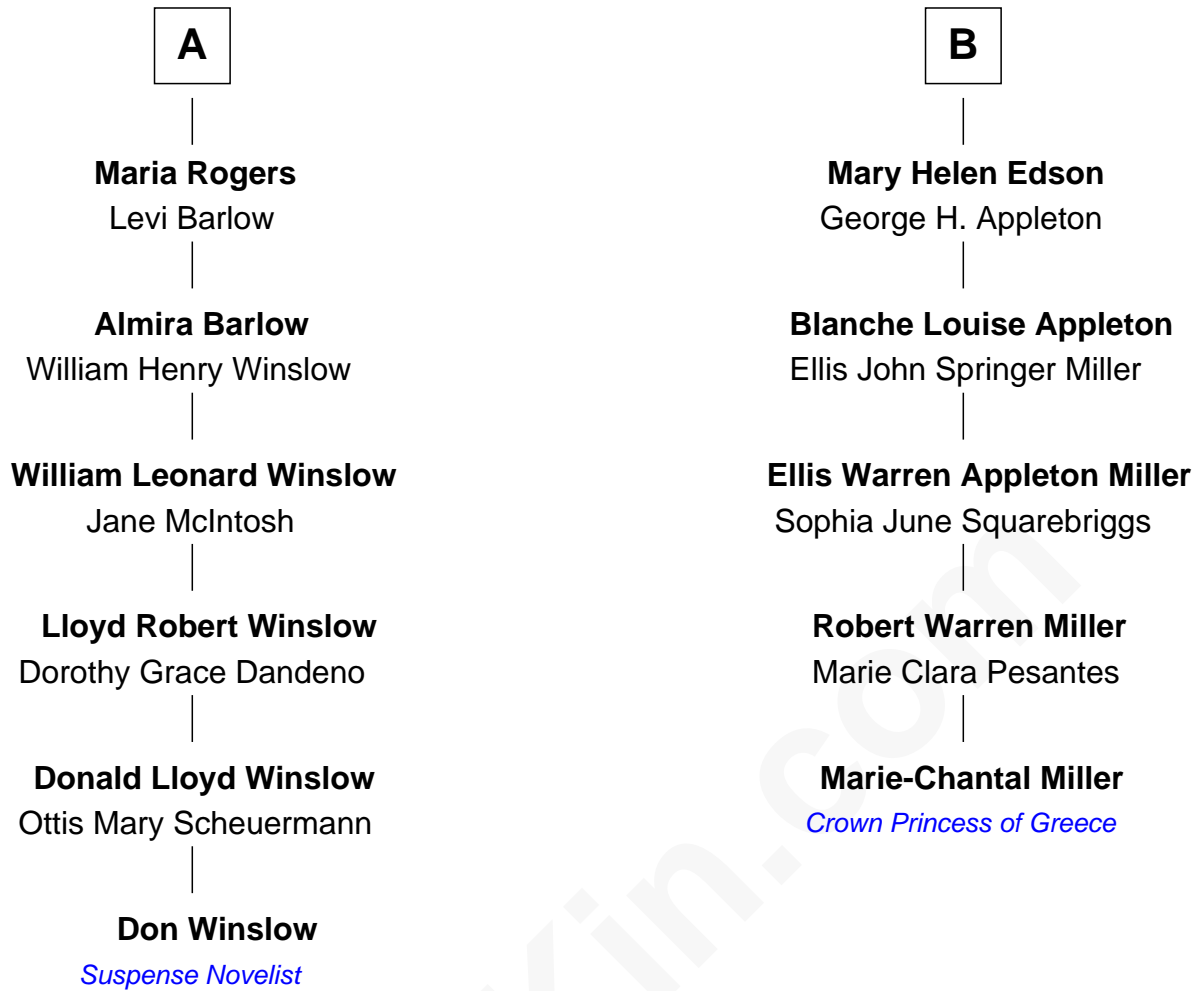 A
Maria Rogers
Levi Barlow
Almira Barlow
William Henry Winslow
William Leonard Winslow
Jane McIntosh
Lloyd Robert Winslow
Dorothy Grace Dandeno
Donald Lloyd Winslow
Ottis Mary Scheuermann
Don Winslow
Suspense Novelist
B
Mary Helen Edson
George H. Appleton
Blanche Louise Appleton
Ellis John Springer Miller
Ellis Warren Appleton Miller
Sophia June Squarebriggs
Robert Warren Miller
Marie Clara Pesantes
Marie-Chantal Miller
Crown Princess of Greece
Kin.com